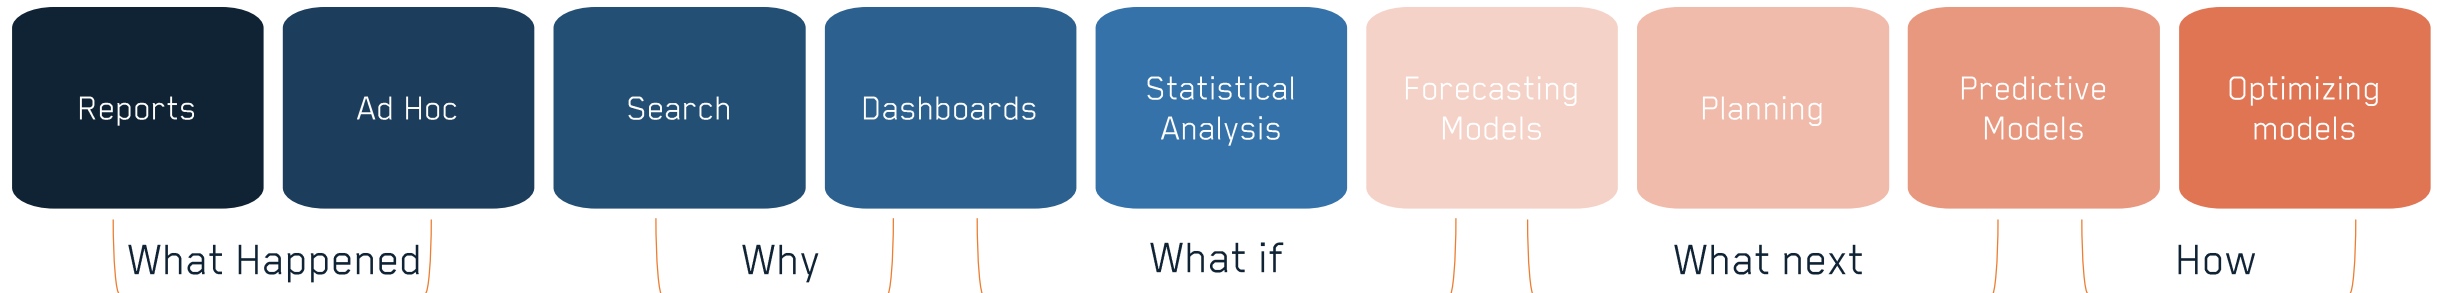 Reports
Ad Hoc
Search
Dashboards
Statistical
Analysis
Forecasting
Models
Planning
Predictive
Models
Optimizing
models
What Happened
Why
What if
What next
How